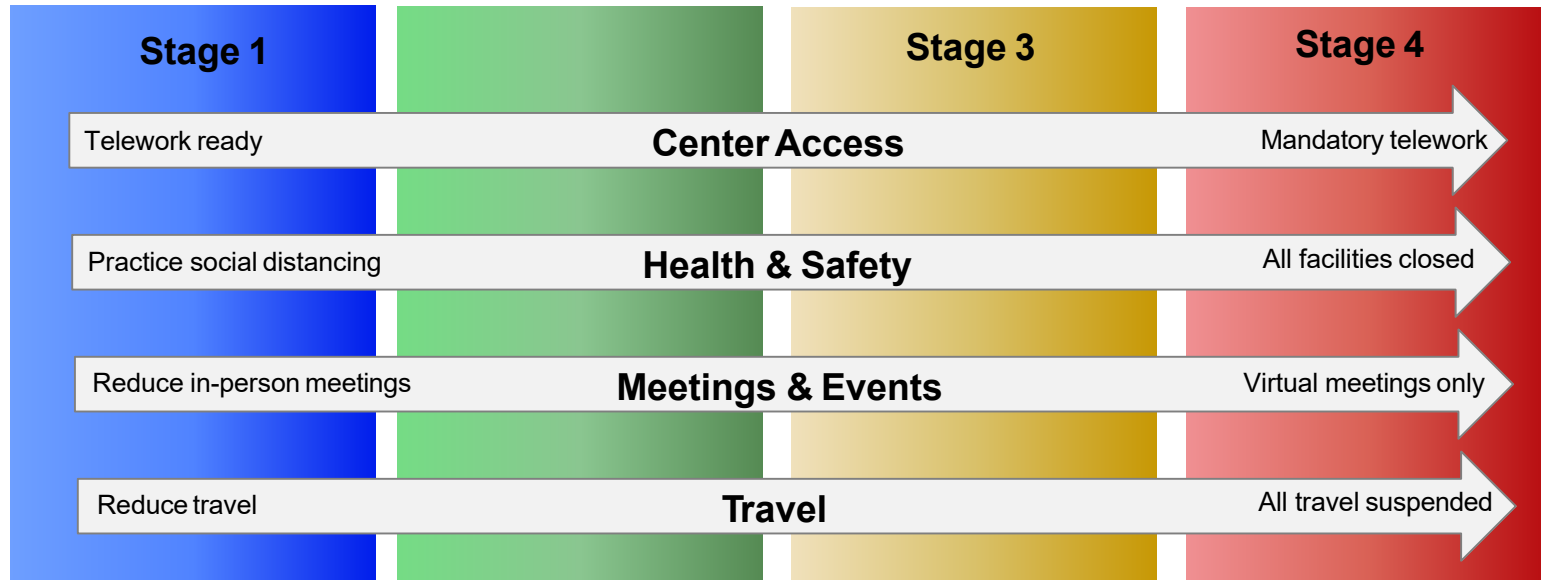 Stage 1
Stage 3
Stage 4
Telework ready
Center Access
Mandatory telework
Practice social distancing
Health & Safety
All facilities closed
Reduce in-person meetings
Meetings & Events
Virtual meetings only
Reduce travel
Travel
All travel suspended